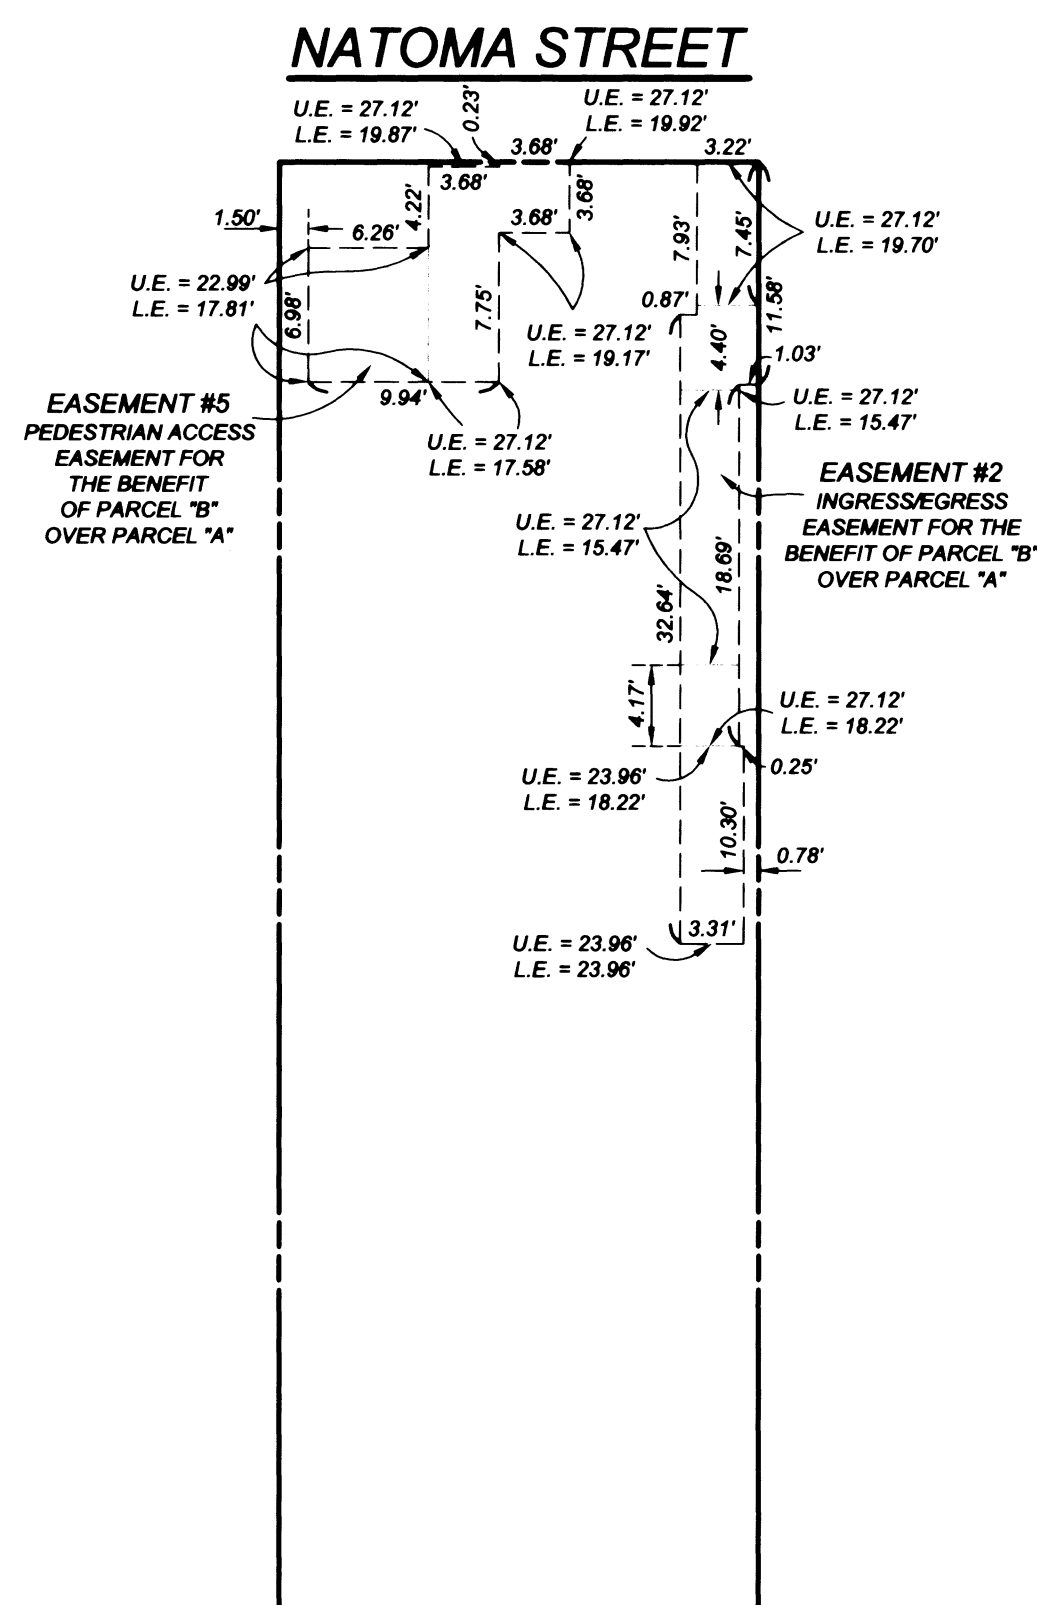 NATOMA STREET
U.E. = 27.12'
L.E. = 19.87'
0.23'
U.E. = 27.12'
L.E. = 19.92'
3.68'
3.22'
3.68'
4.22'
3.68'
3.68'
7.93'
7.45'
U.E. = 27.12'
L.E. = 19.70'
1.50'
6.26'
U.E. = 22.99'
L.E. = 17.81'
6.98'
7.75'
0.87'
11.58'
U.E. = 27.12'
L.E. = 19.17'
4.40'
1.03'
9.94'
EASEMENT #5
PEDESTRIAN ACCESS
EASEMENT FOR
THE BENEFIT
OF PARCEL "B"
OVER PARCEL "A"
U.E. = 27.12'
L.E. = 17.58'
U.E. = 27.12'
L.E. = 15.47'
EASEMENT #2
INGRESS/EGRESS
EASEMENT FOR THE
BENEFIT OF PARCEL "B"
OVER PARCEL "A"
U.E. = 27.12'
L.E. = 15.47'
18.69'
32.64'
4.17'
U.E. = 27.12'
L.E. = 18.22'
0.25'
U.E. = 23.96'
L.E. = 18.22'
10.30'
0.78'
3.31'
U.E. = 23.96'
L.E. = 23.96'